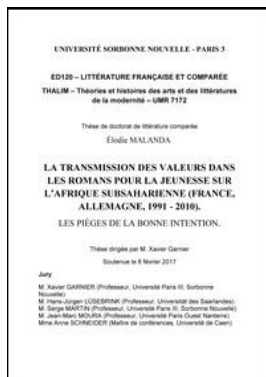 UNIVERSITÉ SORBONNE NOUVELLE - PARIS 3
ED120 – LITTÉRATURE FRANÇAISE ET COMPARÉE
THALIM – Théories et histoires des arts et des littératures
de la modernité – UMR 7172
Thèse de doctorat de littérature comparée
Élodie MALANDA
LA TRANSMISSION DES VALEURS DANS
LES ROMANS POUR LA JEUNESSE SUR
L'AFRIQUE SUBSAHARIENNE (FRANCE,
ALLEMAGNE, 1991 - 2010).
LES PIÈGES DE LA BONNE INTENTION.
Thèse dirigée par M. Xavier Garnier
Soutenue le 8 février 2017
Jury
M. Xavier GARNIER (Professeur, Université Paris III, Sorbonne
Nouvelle)
M. Hans-Jürgen LÜSEBRINK (Professeur, Universität des Saarlandes)
M. Serge MARTIN (Professeur, Université Paris III, Sorbonne Nouvelle)
M. Jean-Marc MOURA (Professeur, Université Paris Ouest Nanterre)
Mme Anne SCHNEIDER (Maître de conférences, Université de Caen)